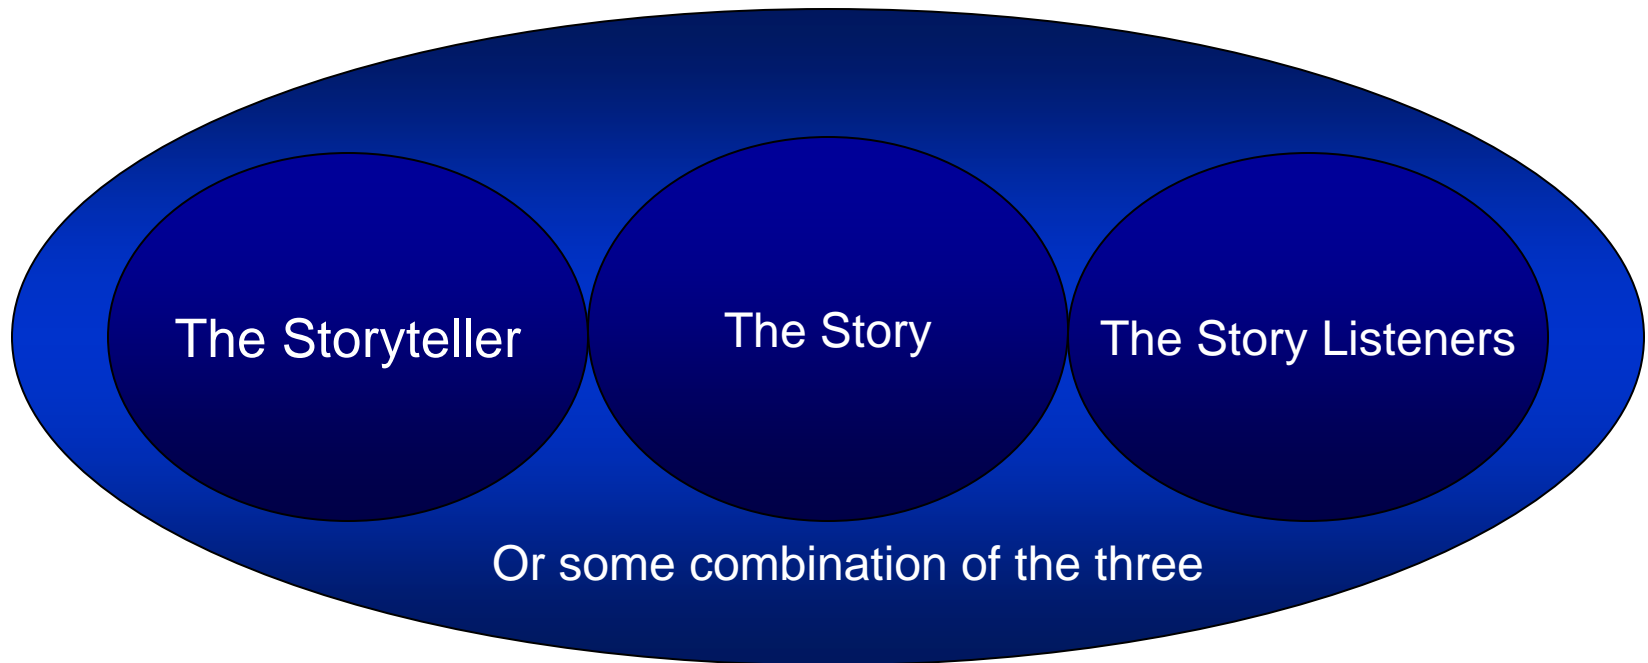 The Storyteller
The Story
The Story Listeners
Or some combination of the three